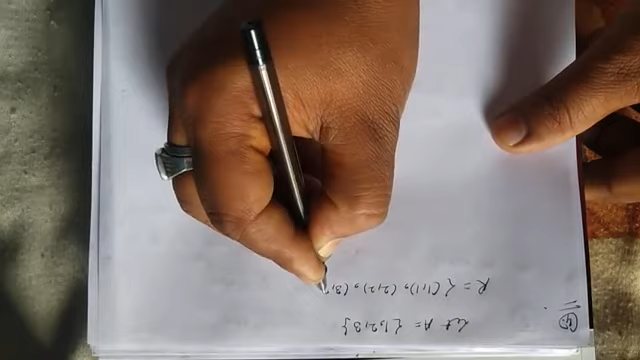 Let A = {1,2,3}
R = {(1,1), (2,2), (3,